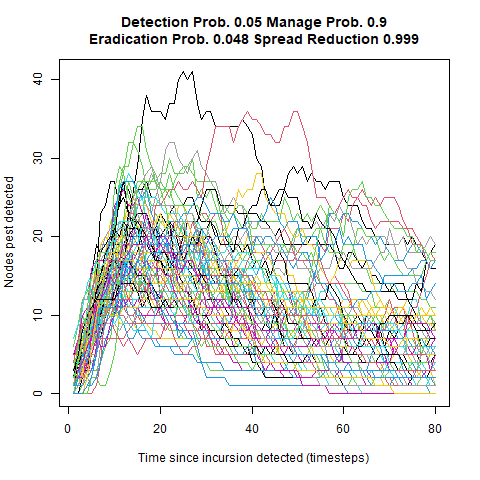 Detection Prob. 0.05 Manage Prob. 0.9
Eradication Prob. 0.048 Spread Reduction 0.999
Nodes pest detected
40
30
20
10
0
0 20 40 60 80
Time since incursion detected (timesteps)